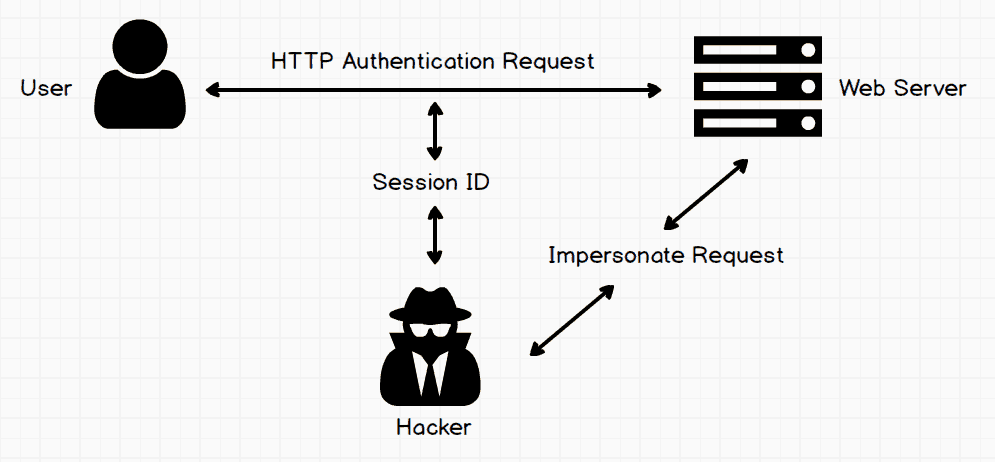 HTTP Authentication Request
User
Web Server
Session ID
Impersonate Request
Hacker